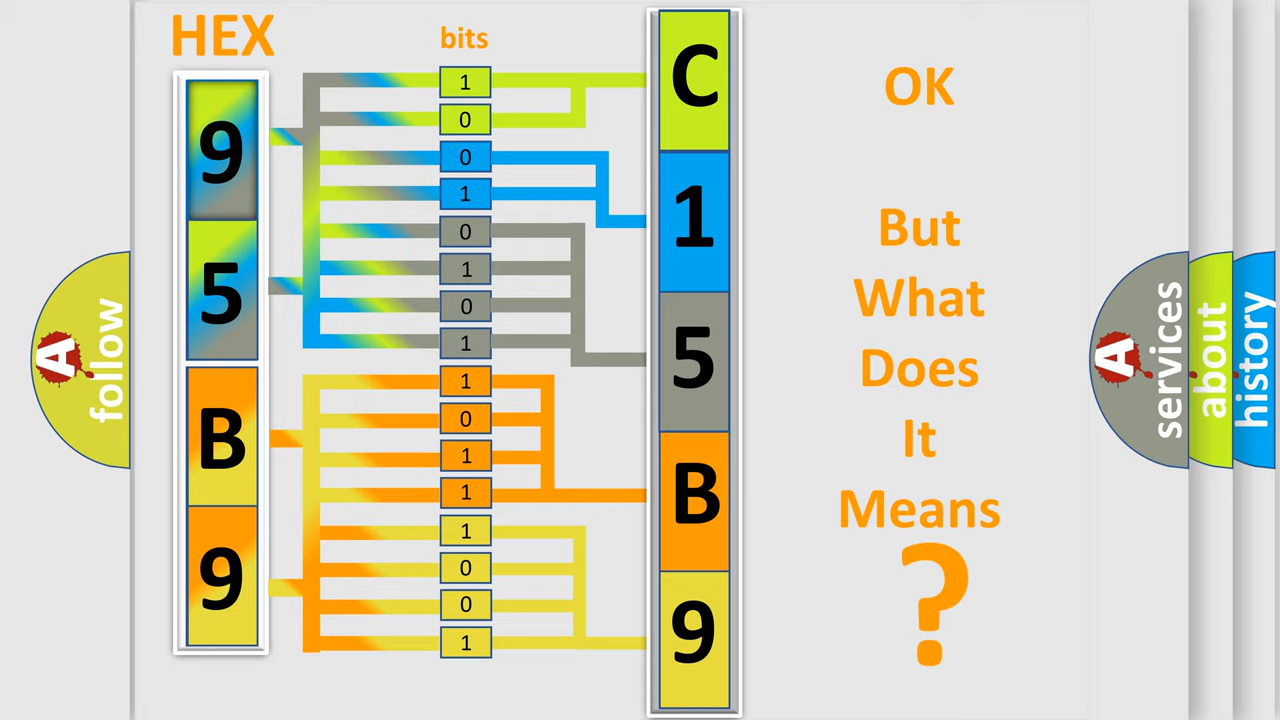 HEX
bits
9
5
B
9
1
0
0
1
0
1
0
1
1
0
1
1
1
0
0
1
C
1
5
B
9
OK
But
What
Does
It
Means
?
A
follow
A
services
about
history